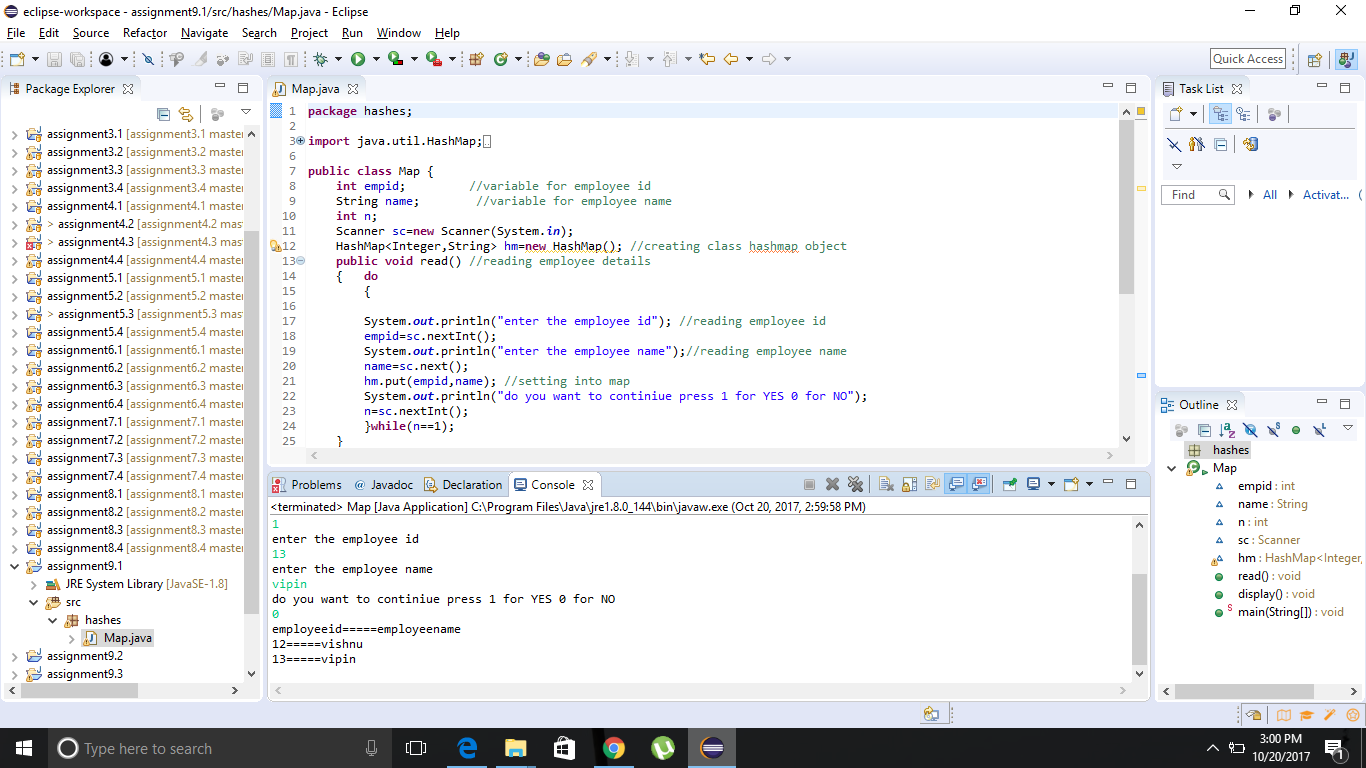 eclipse-workspace - assignment9.1/src/hashes/Map.java - Eclipse
File Edit Source Refactor Navigate Search Project Run Window Help
Quick Access
Package Explorer
assignment3.1 [assignment3.1 master
assignment3.2 [assignment3.2 master
assignment3.3 [assignment3.3 master
assignment3.4 [assignment3.4 master
assignment4.1 [assignment4.1 master
> assignment4.2 [assignment4.2 mas
> assignment4.3 [assignment4.3 mas
assignment4.4 [assignment4.4 master
assignment5.1 [assignment5.1 master
assignment5.2 [assignment5.2 master
> assignment5.3 [assignment5.3 mas
assignment5.4 [assignment5.4 master
assignment6.1 [assignment6.1 master
assignment6.2 [assignment6.2 master
assignment6.3 [assignment6.3 master
assignment6.4 [assignment6.4 master
assignment7.1 [assignment7.1 master
assignment7.2 [assignment7.2 master
assignment7.3 [assignment7.3 master
assignment7.4 [assignment7.4 master
assignment8.1 [assignment8.1 master
assignment8.2 [assignment8.2 master
assignment8.3 [assignment8.3 master
assignment8.4 [assignment8.4 master
assignment9.1
JRE System Library [JavaSE-1.8]
src
hashes
Map.java
assignment9.2
assignment9.3
Map.java
1 package hashes;
2
3 import java.util.HashMap;
6
7 public class Map {
8 int empid; //variable for employee id
9 String name; //variable for employee name
10 int n;
11 Scanner sc=new Scanner(System.in);
12 HashMap<Integer,String> hm=new HashMap(); //creating class hashmap object
13 public void read() //reading employee details
14 { do
15 {
16
17 System.out.println("enter the employee id"); //reading employee id
18 empid=sc.nextInt();
19 System.out.println("enter the employee name");//reading employee name
20 name=sc.next();
21 hm.put(empid,name); //setting into map
22 System.out.println("do you want to continiue press 1 for YES 0 for NO");
23 n=sc.nextInt();
24 }while(n==1);
25 }
Problems @ Javadoc Declaration Console
<terminated> Map [Java Application] C:\Program Files\Java\jre1.8.0_144\bin\javaw.exe (Oct 20, 2017, 2:59:58 PM)
1
enter the employee id
13
enter the employee name
vipin
do you want to continiue press 1 for YES 0 for NO
0
employeeid=====employeename
12=====vishnu
13=====vipin
Task List
Find All Activat...
Outline
hashes
Map
empid : int
name : String
n : int
sc : Scanner
hm : HashMap<Integer,
read() : void
display() : void
main(String[]) : void
Type here to search
3:00 PM
10/20/2017
1